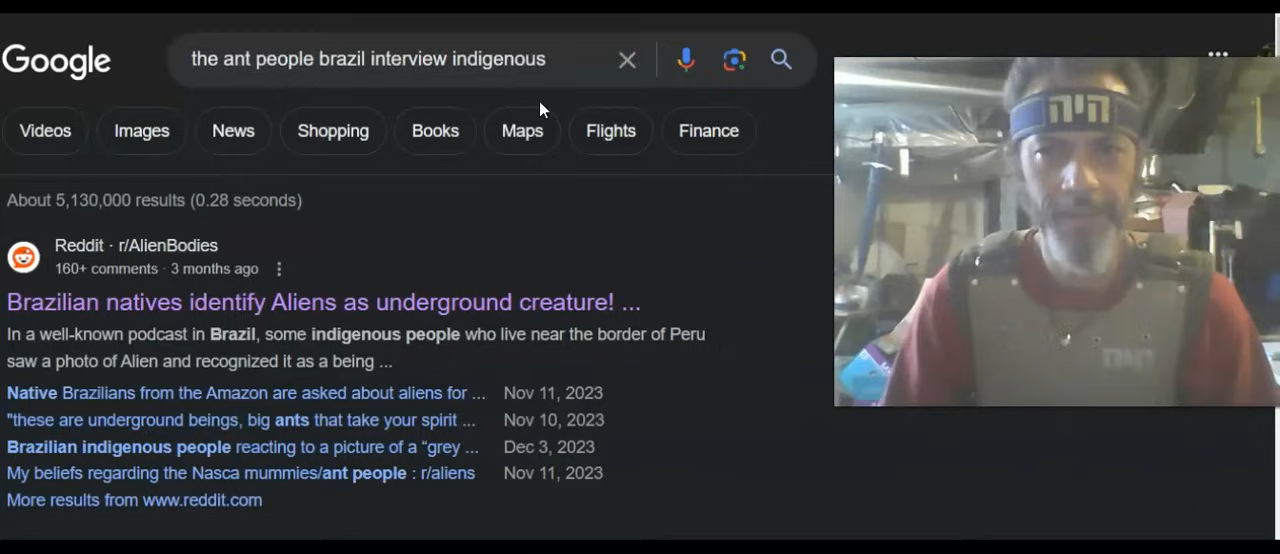 Google
the ant people brazil interview indigenous
Videos
Images
News
Shopping
Books
Maps
Flights
Finance
About 5,130,000 results (0.28 seconds)
Reddit · r/AlienBodies
160+ comments · 3 months ago
Brazilian natives identify Aliens as underground creature! ...
In a well-known podcast in Brazil, some indigenous people who live near the border of Peru
saw a photo of Alien and recognized it as a being ...
Native Brazilians from the Amazon are asked about aliens for ... Nov 11, 2023
"these are underground beings, big ants that take your spirit ... Nov 10, 2023
Brazilian indigenous people reacting to a picture of a “grey ... Dec 3, 2023
My beliefs regarding the Nasca mummies/ant people : r/aliens Nov 11, 2023
More results from www.reddit.com
היה
היה